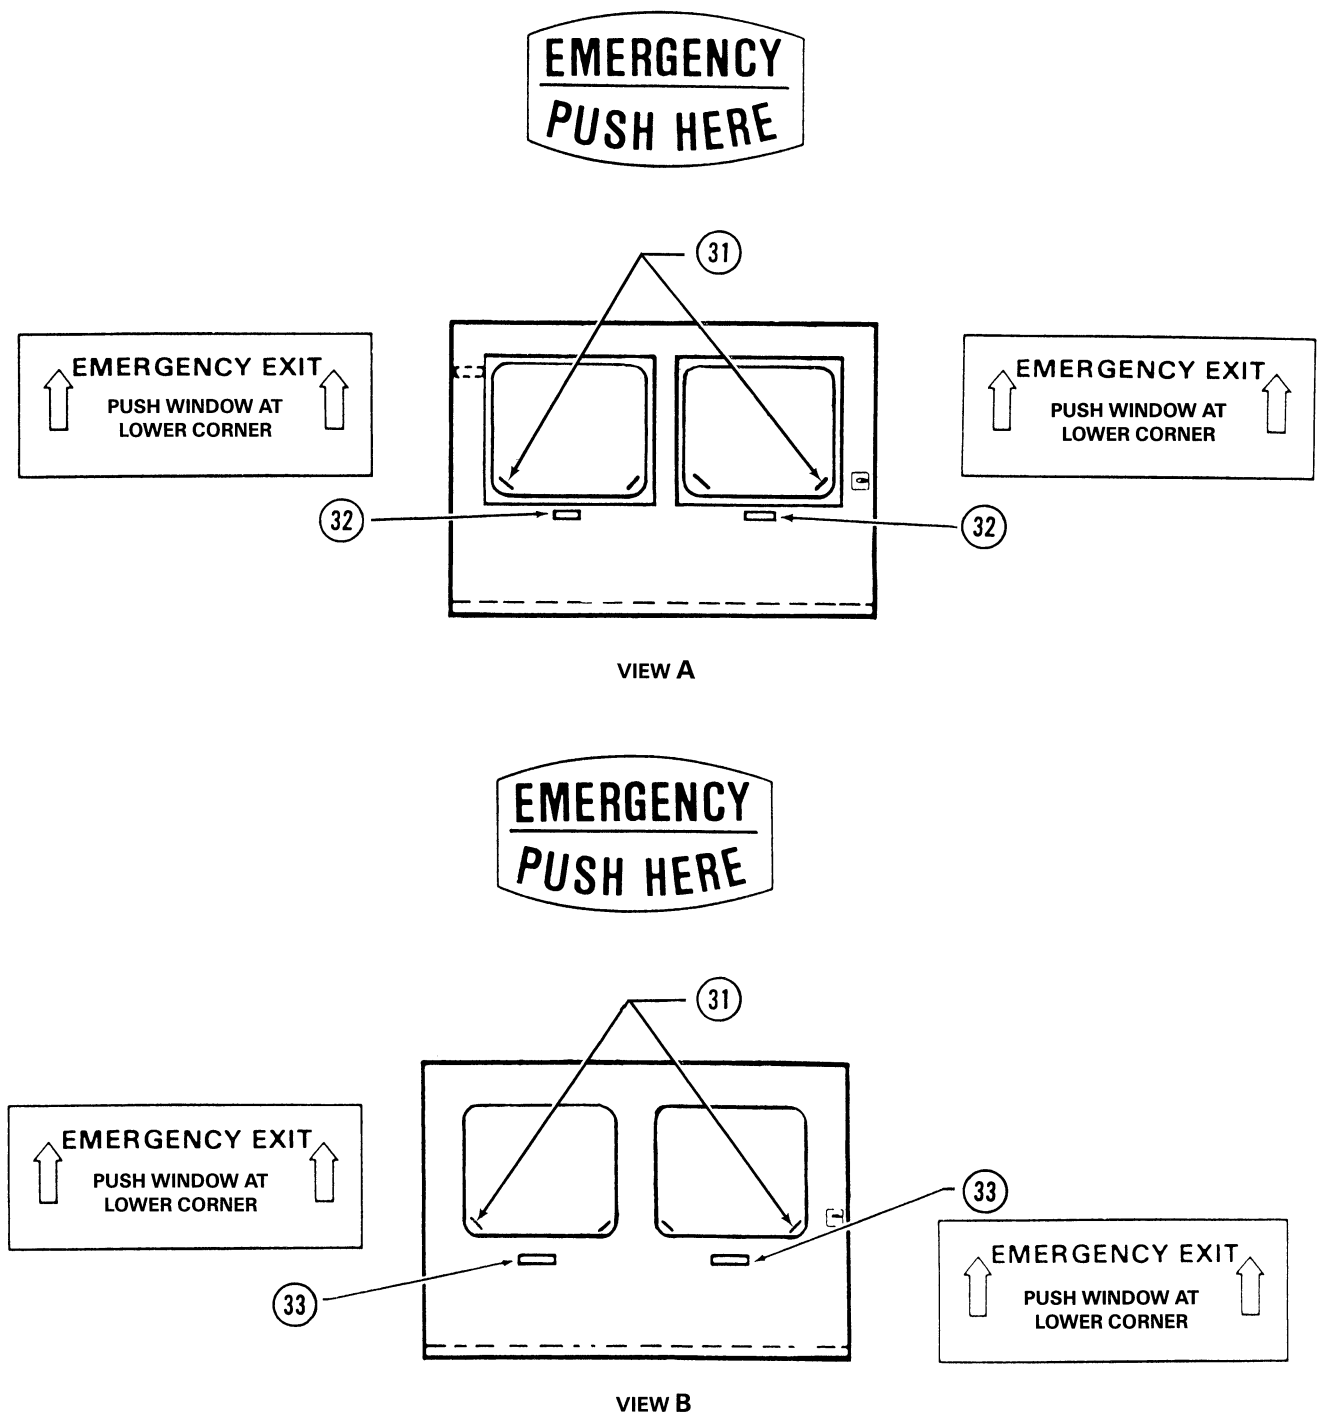 EMERGENCY
PUSH HERE
31
EMERGENCY EXIT
PUSH WINDOW AT
LOWER CORNER
EMERGENCY EXIT
PUSH WINDOW AT
LOWER CORNER
32
32
VIEW A
EMERGENCY
PUSH HERE
31
EMERGENCY EXIT
PUSH WINDOW AT
LOWER CORNER
33
EMERGENCY EXIT
PUSH WINDOW AT
LOWER CORNER
33
VIEW B